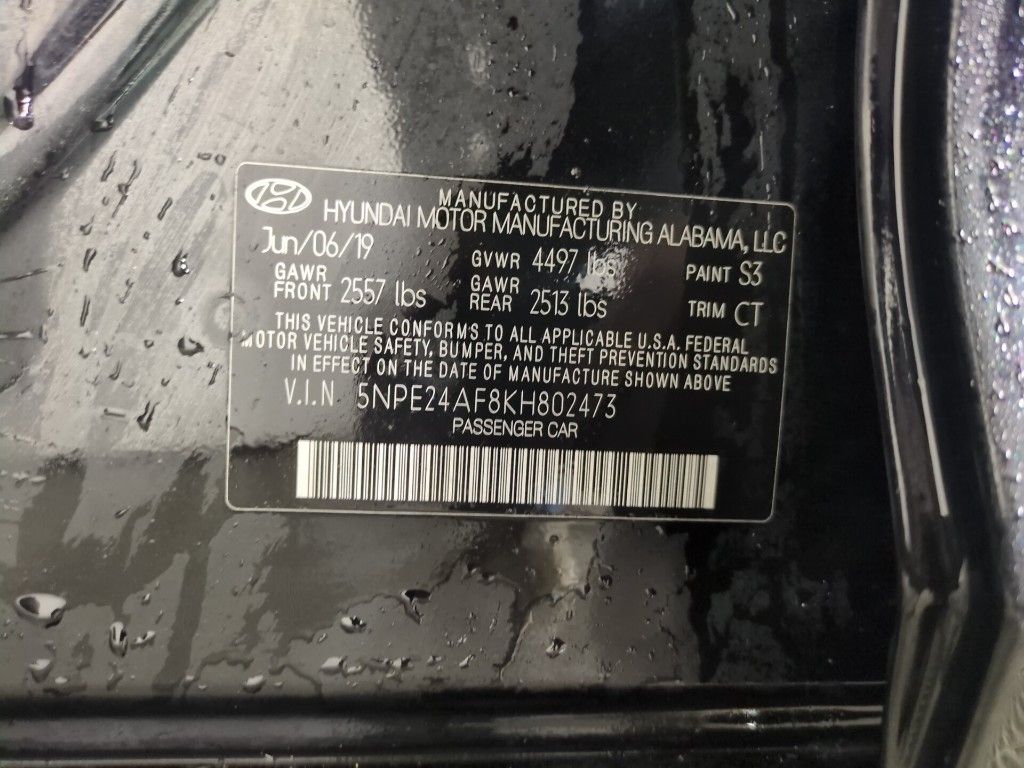 MANUFACTURED BY
HYUNDAI MOTOR MANUFACTURING ALABAMA, LLC
Jun/06/19 GVWR 4497 lbs PAINT S3
GAWR FRONT 2557 lbs GAWR REAR 2513 lbs TRIM CT
THIS VEHICLE CONFORMS TO ALL APPLICABLE U.S.A. FEDERAL
MOTOR VEHICLE SAFETY, BUMPER, AND THEFT PREVENTION STANDARDS
IN EFFECT ON THE DATE OF MANUFACTURE SHOWN ABOVE
V.I.N 5NPE24AF8KH802473
PASSENGER CAR